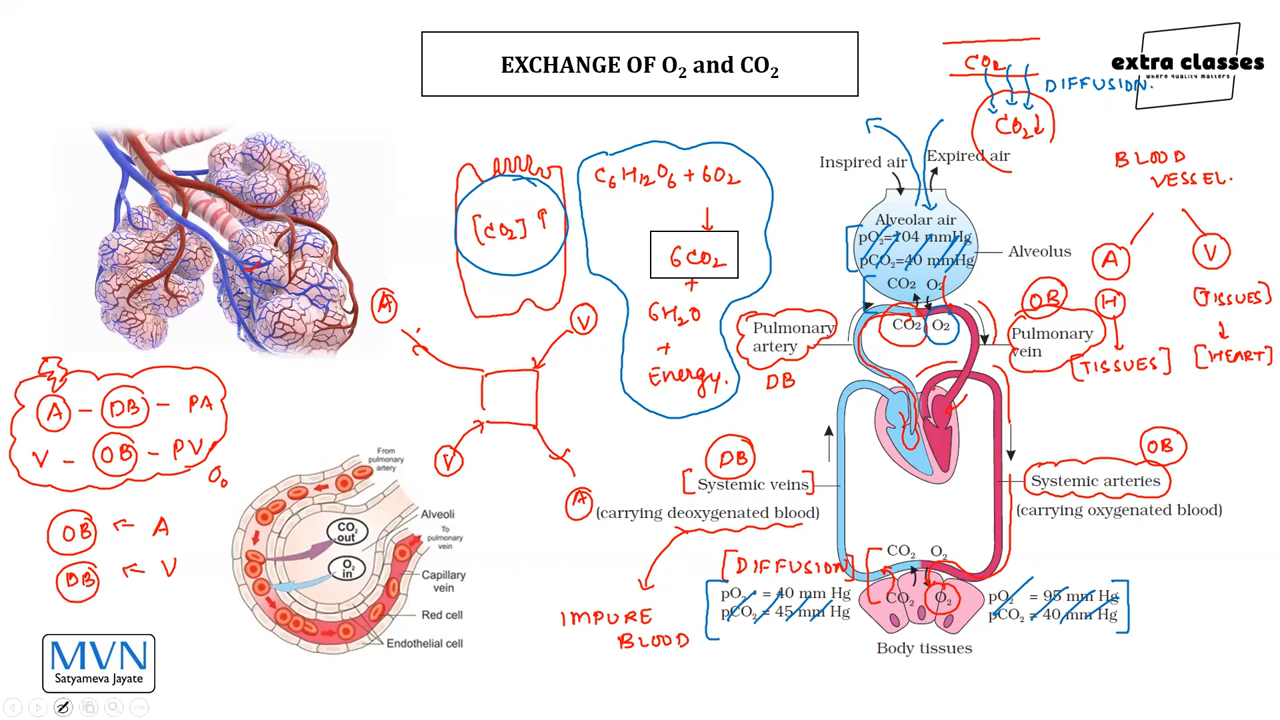 EXCHANGE OF O2 and CO2
extra classes
where quality matters
CO2
DIFFUSION.
CO2↓
BLOOD
VESSEL.
A
V
H
[TISSUES]
[TISSUES]
↓
[HEART]
C6H12O6 + 6O2
↓
6CO2
+
6H2O
+
Energy.
[CO2]↑
A
V
V
A
Inspired air
Expired air
Alveolar air
pO2=104 mmHg
pCO2=40 mmHg
Alveolus
CO2 O2
CO2 O2
OB
Pulmonary
artery
DB
Pulmonary
vein
A - DB - PA
V - OB - PV
OB ← A
DB ← V
DB
[Systemic veins]
(carrying deoxygenated blood)
OB
Systemic arteries
(carrying oxygenated blood)
From
pulmonary
artery
Alveoli
To
pulmonary
vein
CO2
out
O2
in
Capillary
vein
Red cell
Endothelial cell
[DIFFUSION]
CO2 O2
CO2 O2
pO2 = 40 mm Hg
pCO2 = 45 mm Hg
pO2 = 95 mm Hg
pCO2 = 40 mm Hg
Body tissues
IMPURE
BLOOD
MVN
Satyameva Jayate